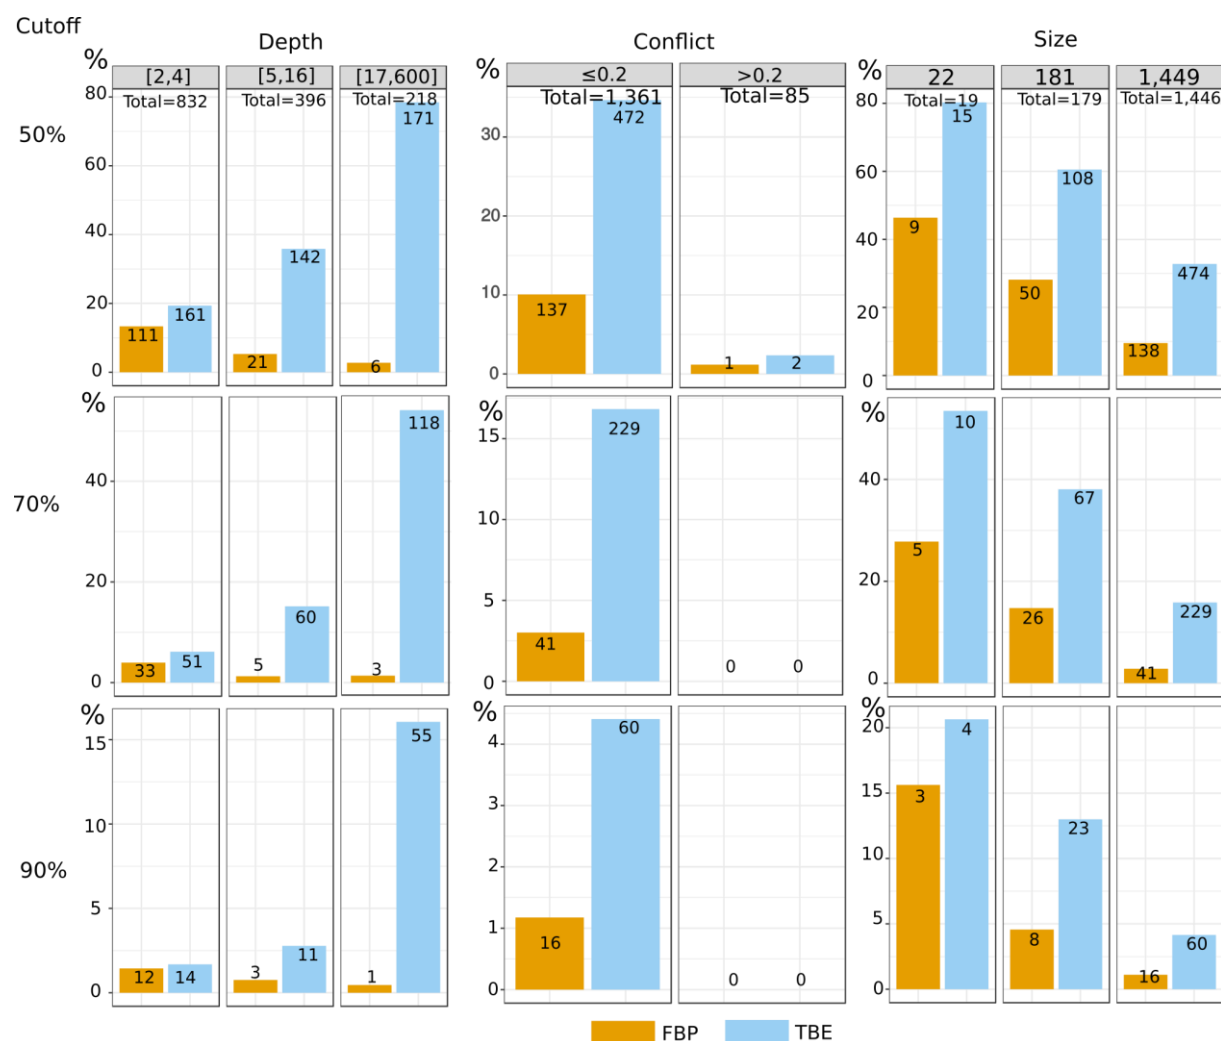 Cutoff
Depth Conflict Size
% % %
[2,4] [5,16] [17,600] ≤0.2 >0.2 22 181 1,449
Total=832 Total=396 Total=218 Total=1,361 Total=85 Total=19 Total=179 Total=1,446
50%
80
60
40
20
0
111 161 21 142 6 171
30
20
10
0
137 472 1 2
80
60
40
20
0
9 15 50 108 138 474
70%
% % %
40
20
0
33 51 5 60 3 118
15
10
5
0
41 229 0 0
40
20
0
5 10 26 67 41 229
90%
% % %
15
10
5
0
12 14 3 11 1 55
4
3
2
1
0
16 60 0 0
20
15
10
5
0
3 4 8 23 16 60
FBP TBE